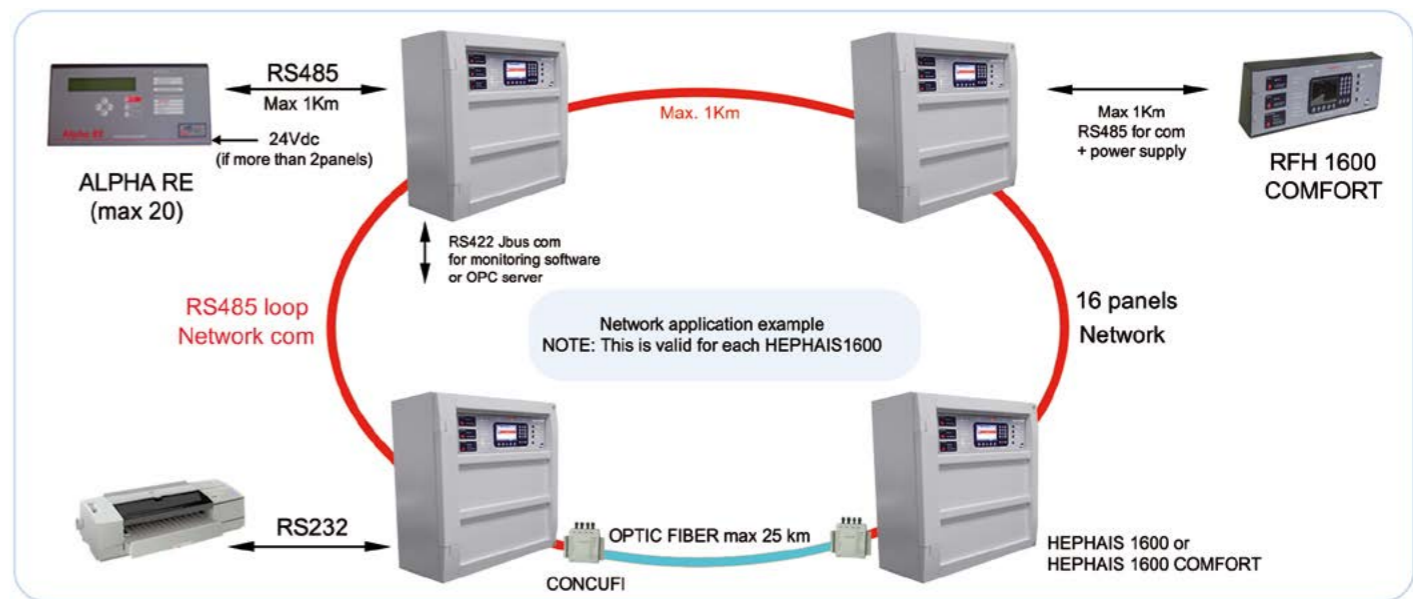 RS485
Max 1Km
24Vdc
(if more than 2panels)
Alpha RE
ALPHA RE
(max 20)
Max. 1Km
Max 1Km
RS485 for com
+ power supply
RFH 1600
COMFORT
RS422 Jbus com
for monitoring software
or OPC server
RS485 loop
Network com
Network application example
NOTE: This is valid for each HEPHAIS1600
16 panels
Network
RS232
OPTIC FIBER max 25 km
CONCUFI
HEPHAIS 1600 or
HEPHAIS 1600 COMFORT